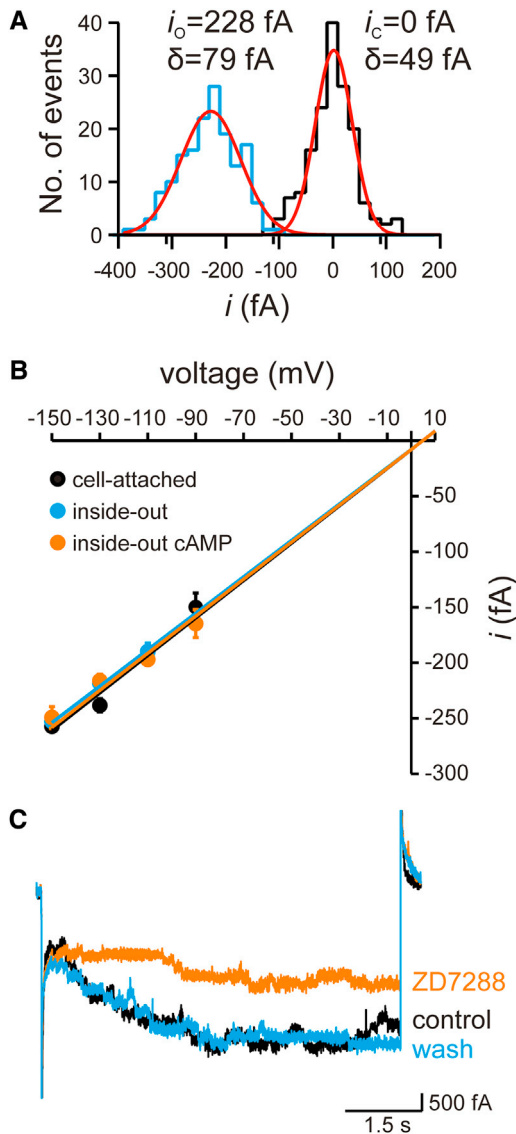 A
i_o=228 fA
δ=79 fA
i_c=0 fA
δ=49 fA
No. of events
40
30
20
10
0
-400 -300 -200 -100 0 100 200
i (fA)
B
voltage (mV)
-150 -130 -110 -90 -70 -50 -30 10
cell-attached
inside-out
inside-out cAMP
-50
-100
-150
-200
-250
-300
i (fA)
C
ZD7288
control
wash
500 fA
1.5 s